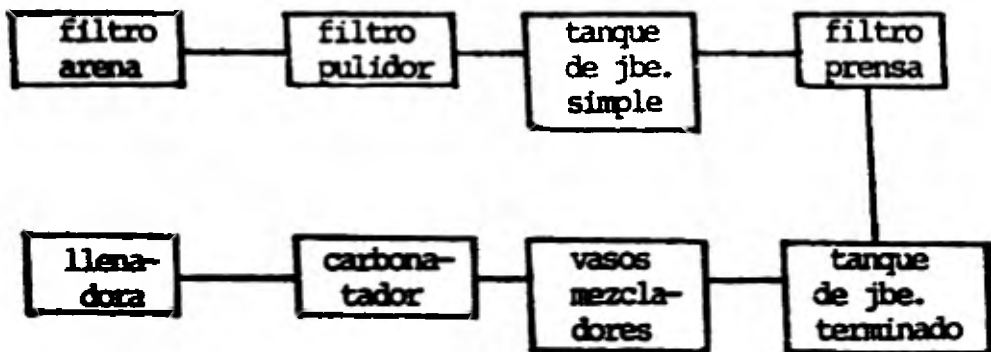 filtro
arena
filtro
pulidor
tanque
de jbe.
simple
filtro
prensa
llena-
dora
carbona-
tador
vasos
mezcla-
dores
tanque
de jbe.
terminado